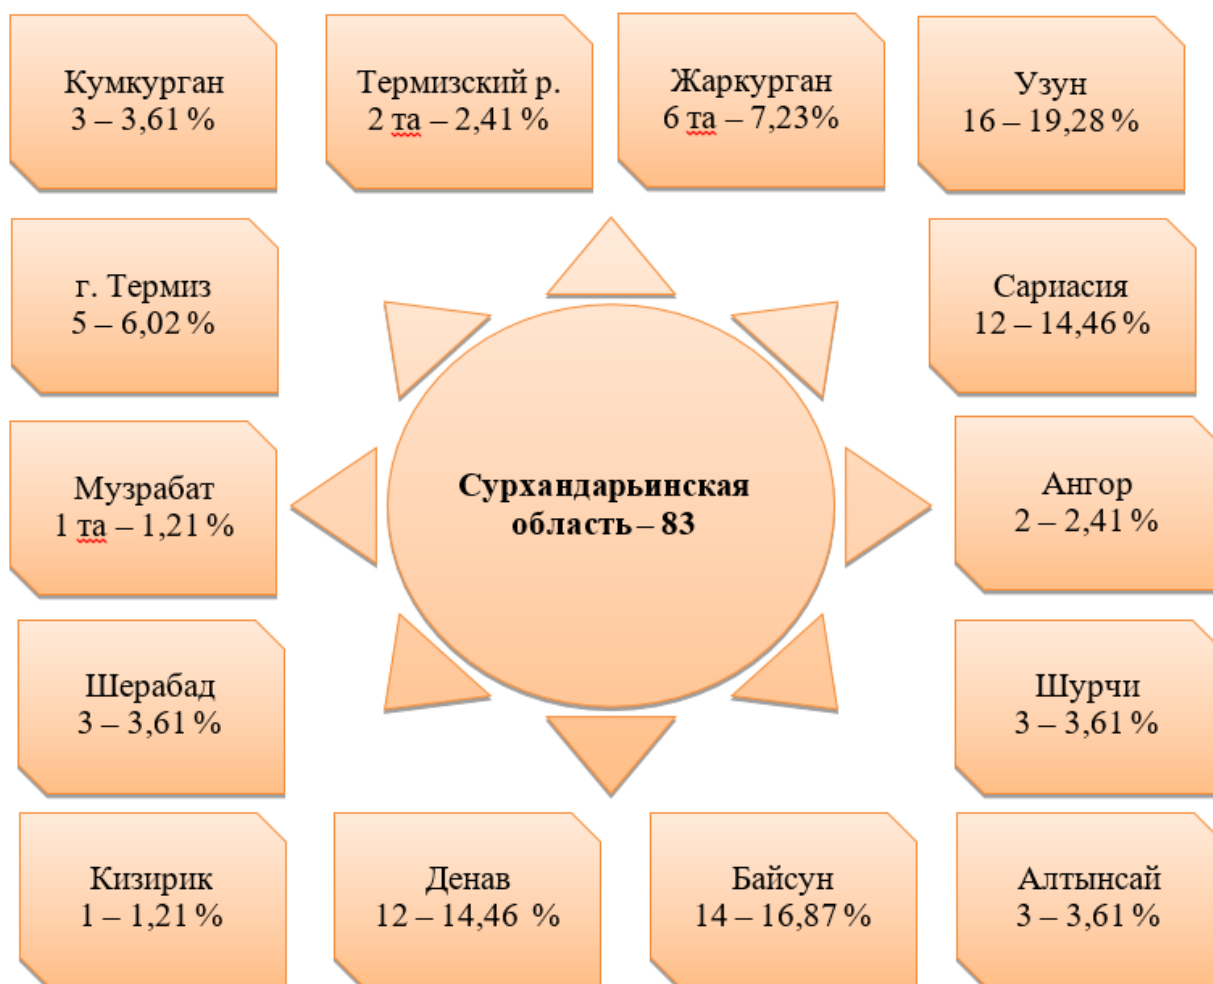 Кумкурган
3 – 3,61 %
Термизский р.
2 та – 2,41 %
Жаркурган
6 та – 7,23%
Узун
16 – 19,28 %
г. Термиз
5 – 6,02 %
Сариасия
12 – 14,46 %
Музрабат
1 та – 1,21 %
Сурхандарьинская
область – 83
Ангор
2 – 2,41 %
Шерабад
3 – 3,61 %
Шурчи
3 – 3,61 %
Кизирик
1 – 1,21 %
Денав
12 – 14,46 %
Байсун
14 – 16,87 %
Алтынсай
3 – 3,61 %